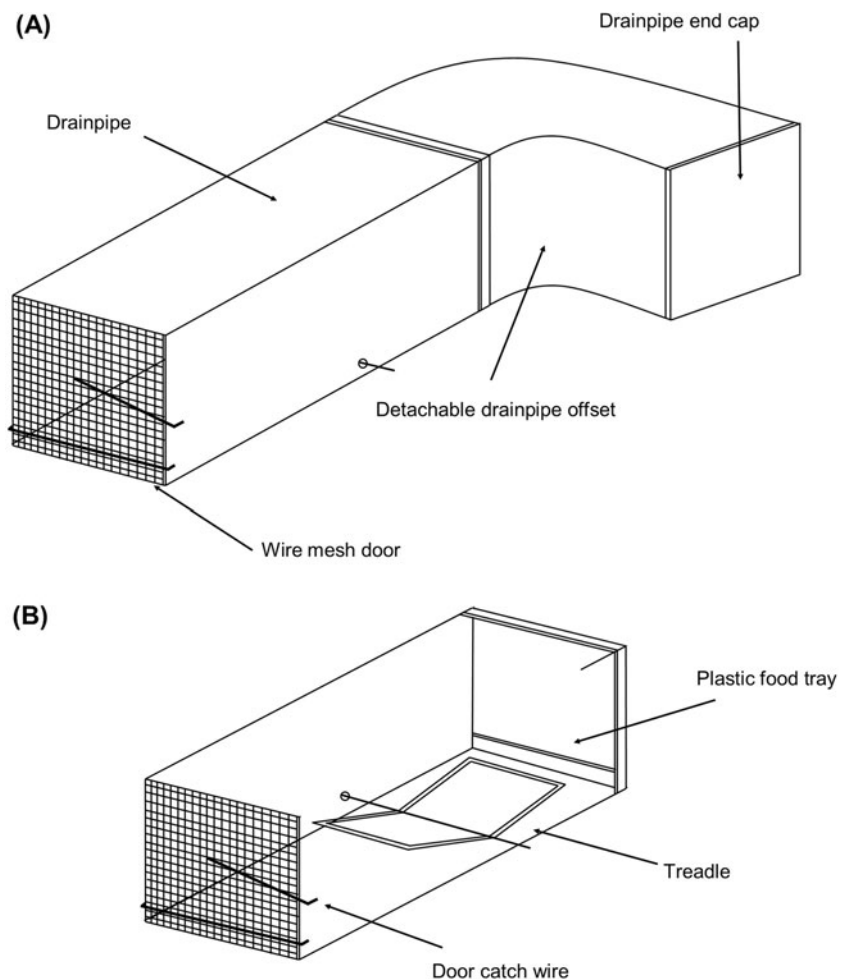 (A)
Drainpipe end cap
Drainpipe
Detachable drainpipe offset
Wire mesh door
(B)
Plastic food tray
Treadle
Door catch wire